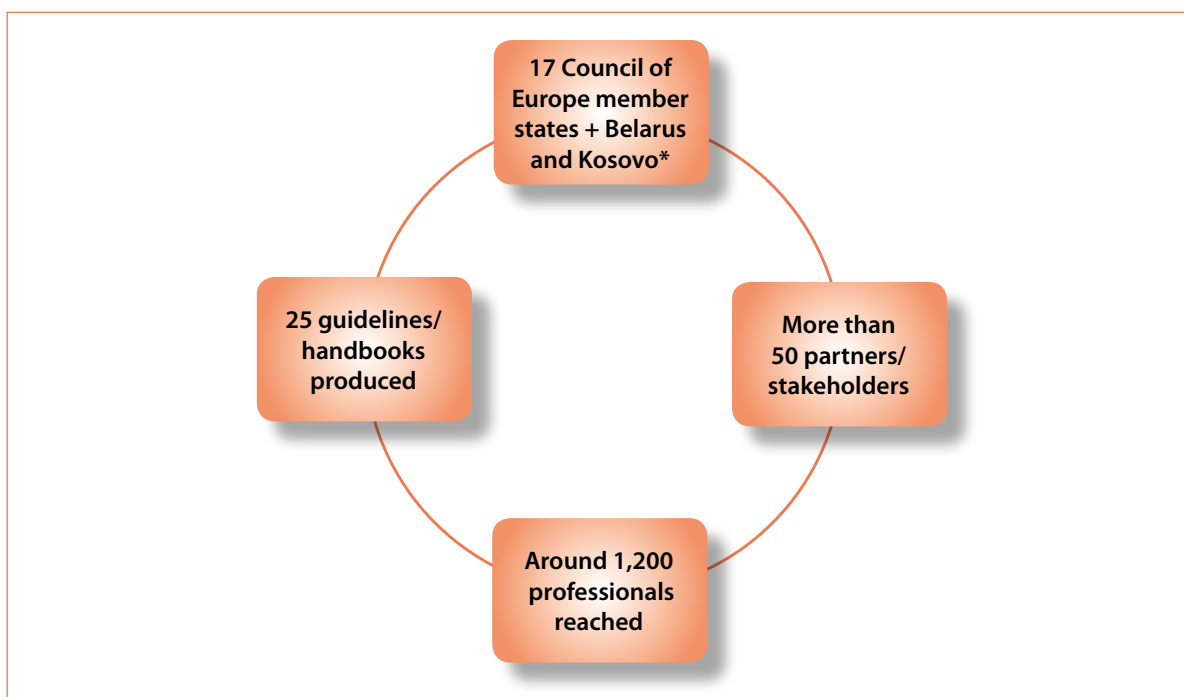 17 Council of
Europe member
states + Belarus
and Kosovo*
25 guidelines/
handbooks
produced
More than
50 partners/
stakeholders
Around 1,200
professionals
reached